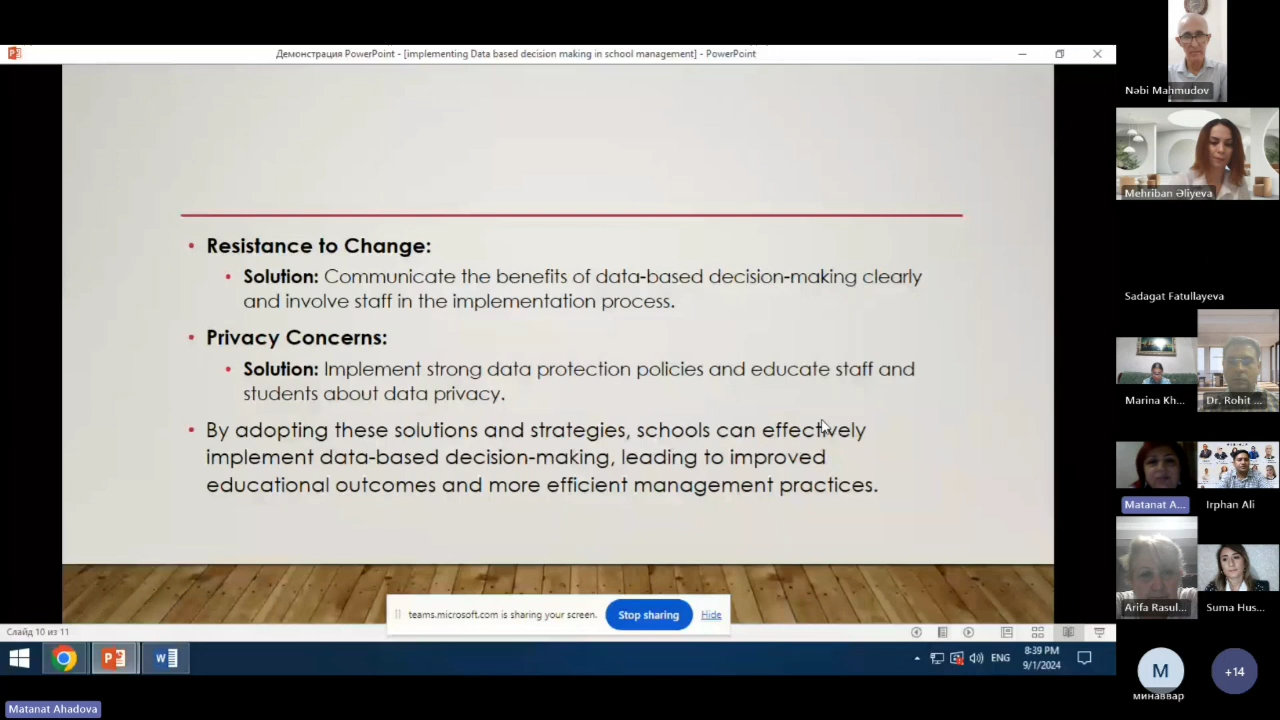 Демонстрация PowerPoint - [implementing Data based decision making in school management] - PowerPoint
Resistance to Change:
Solution: Communicate the benefits of data-based decision-making clearly
and involve staff in the implementation process.
Privacy Concerns:
Solution: Implement strong data protection policies and educate staff and
students about data privacy.
By adopting these solutions and strategies, schools can effectively
implement data-based decision-making, leading to improved
educational outcomes and more efficient management practices.
teams.microsoft.com is sharing your screen.
Stop sharing
Hide
Слайд 10 из 11
ENG
8:39 PM
9/1/2024
Matanat Ahadova
Nəbi Mahmudov
Mehriban Əliyeva
Sadagat Fatullayeva
Marina Kh...
Dr. Rohit ...
Matanat A...
Irphan Ali
Arifa Rasul...
Suma Hus...
М
+14
минаввар